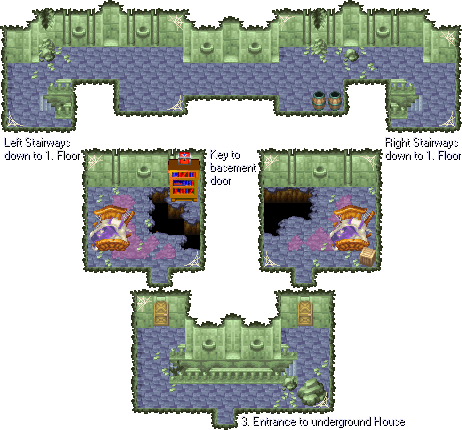 Left Stairways
down to 1. Floor
Right Stairways
down to 1. Floor
Key to
basement
door
3. Entrance to underground House